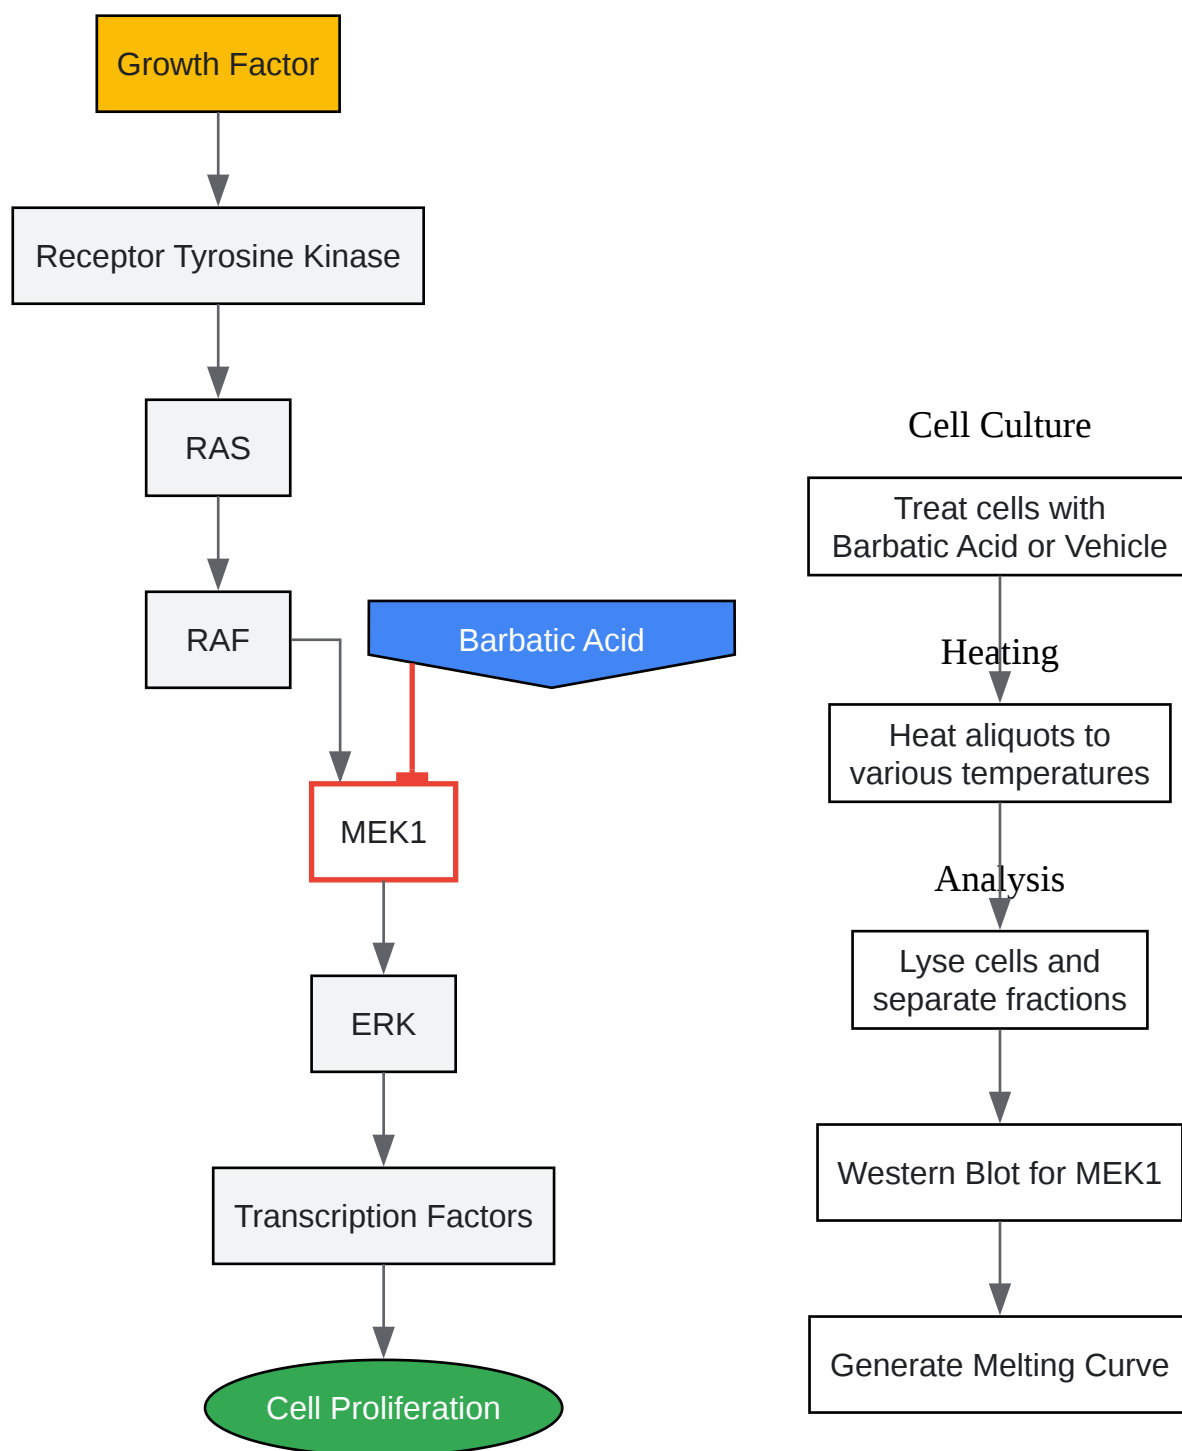 Growth Factor
Receptor Tyrosine Kinase
RAS
RAF
Barbatic Acid
MEK1
ERK
Transcription Factors
Cell Proliferation
Cell Culture
Treat cells with
Barbatic Acid or Vehicle
Heating
Heat aliquots to
various temperatures
Analysis
Lyse cells and
separate fractions
Western Blot for MEK1
Generate Melting Curve